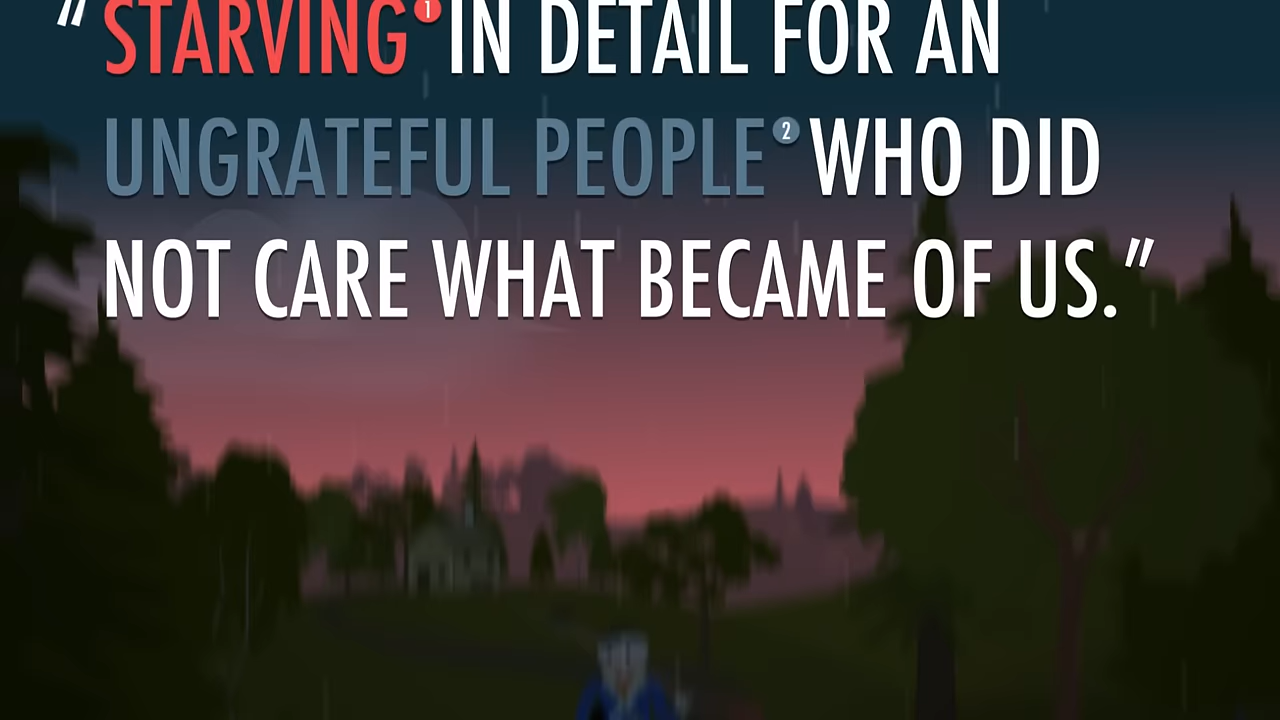 “STARVING¹ IN DETAIL FOR AN
UNGRATEFUL PEOPLE² WHO DID
NOT CARE WHAT BECAME OF US.”